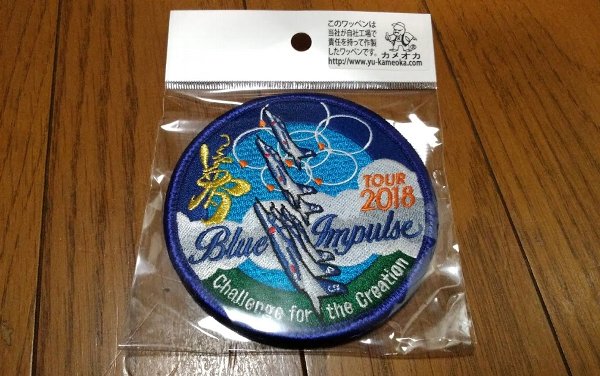 このワッペンは
当社が自社工場で
責任を持って作製
したワッペンです。
http://www.yu-kameoka.com
カメオカ
®
夢
TOUR
2018
Blue Impulse
Challenge for the Creation